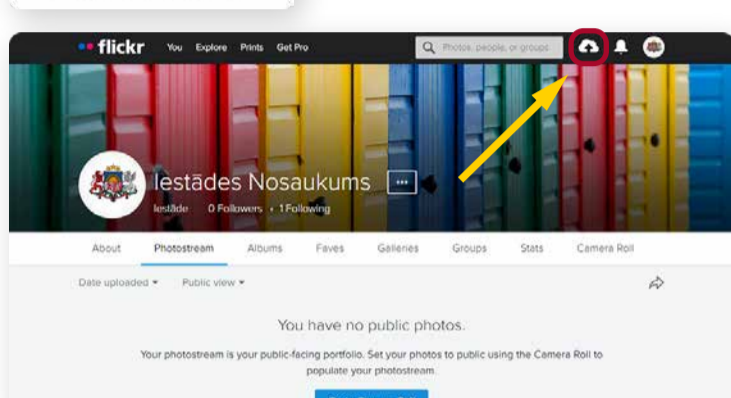 flickr You Explore Prints Get Pro Photos, people, or groups
Iestādes Nosaukums ...
Iestāde 0 Followers • 1 Following
About Photostream Albums Faves Galleries Groups Stats Camera Roll
Date uploaded Public view
You have no public photos.
Your photostream is your public-facing portfolio. Set your photos to public using the Camera Roll to
populate your photostream.